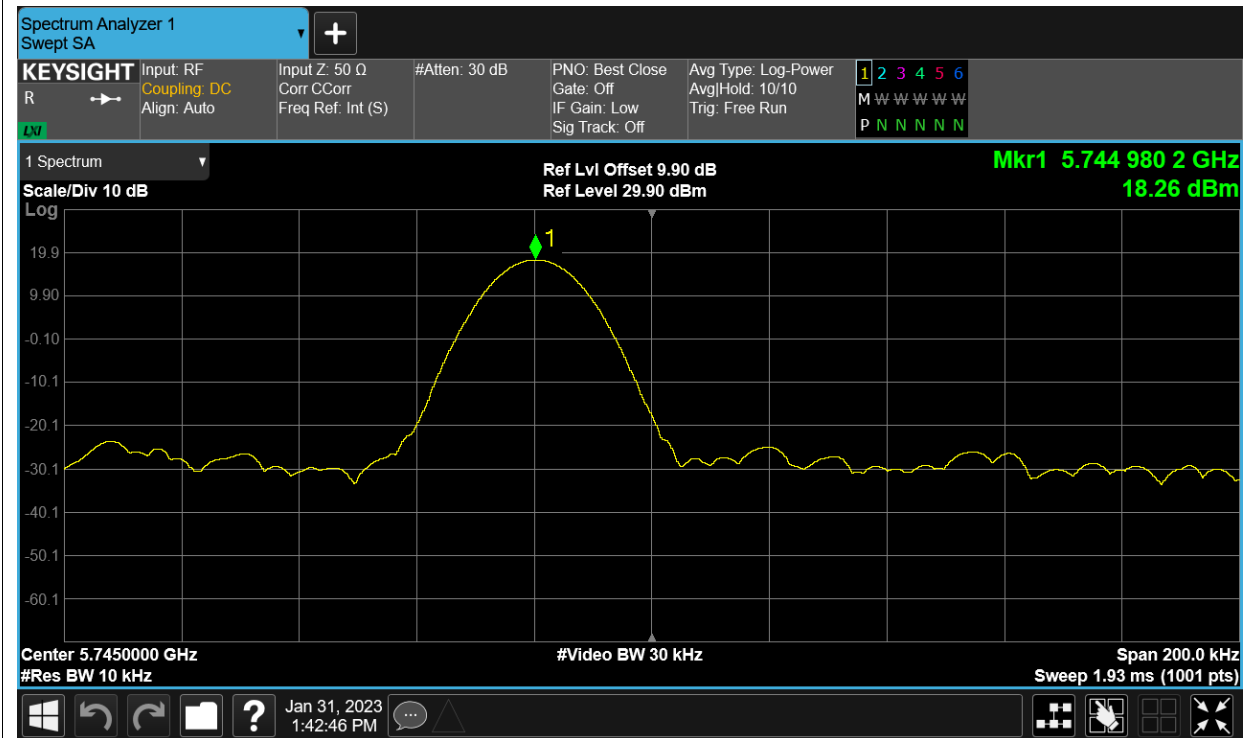 Spectrum Analyzer 1
Swept SA
▼
+
KEYSIGHT
R
LXI
Input: RF
Coupling: DC
Align: Auto
Input Z: 50 Ω
Corr CCorr
Freq Ref: Int (S)
#Atten: 30 dB
PNO: Best Close
Gate: Off
IF Gain: Low
Sig Track: Off
Avg Type: Log-Power
Avg|Hold: 10/10
Trig: Free Run
1 2 3 4 5 6
M W W W W W
P N N N N N
1 Spectrum ▼
Scale/Div 10 dB
Log
Ref Lvl Offset 9.90 dB
Ref Level 29.90 dBm
Mkr1 5.744 980 2 GHz
18.26 dBm
1
19.9
9.90
-0.10
-10.1
-20.1
-30.1
-40.1
-50.1
-60.1
Center 5.7450000 GHz
#Res BW 10 kHz
#Video BW 30 kHz
Span 200.0 kHz
Sweep 1.93 ms (1001 pts)
?
Jan 31, 2023
1:42:46 PM